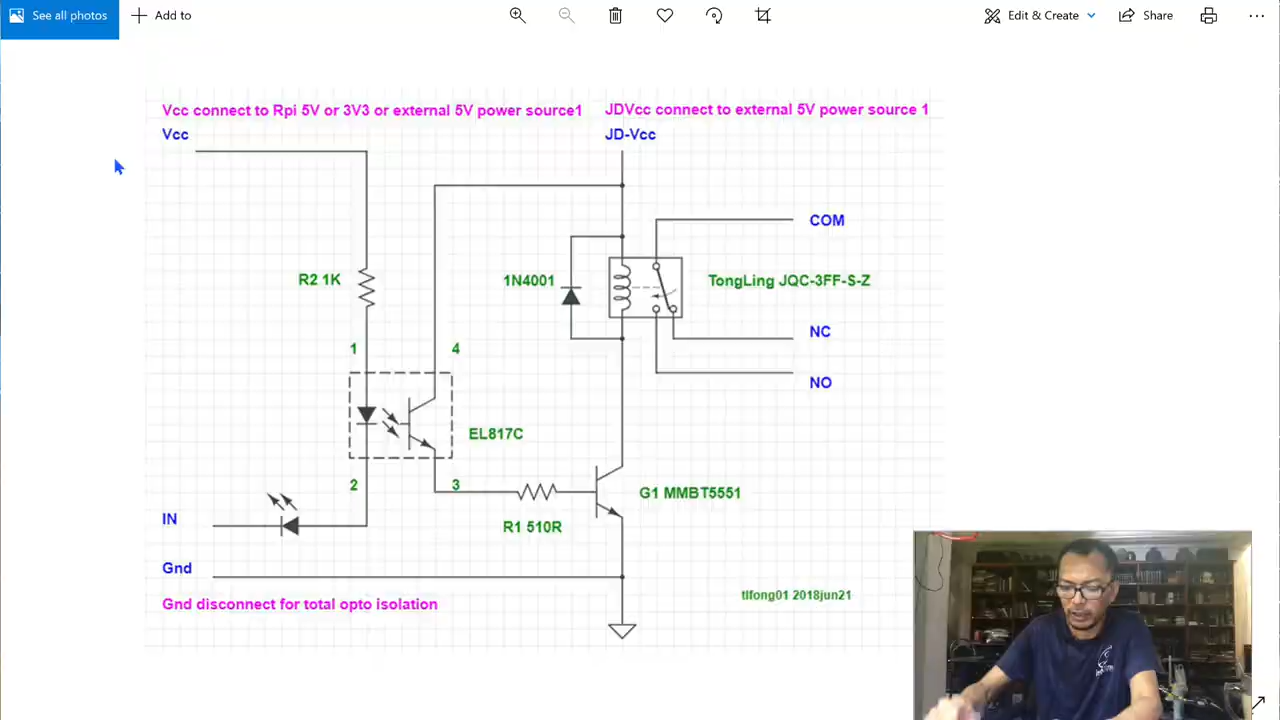 See all photos
Add to
Edit & Create
Share
Vcc connect to Rpi 5V or 3V3 or external 5V power source1
JDVcc connect to external 5V power source 1
Vcc
JD-Vcc
COM
R2 1K
1N4001
TongLing JQC-3FF-S-Z
NC
1
4
NO
EL817C
2
3
G1 MMBT5551
IN
R1 510R
Gnd
tlfong01 2018jun21
Gnd disconnect for total opto isolation